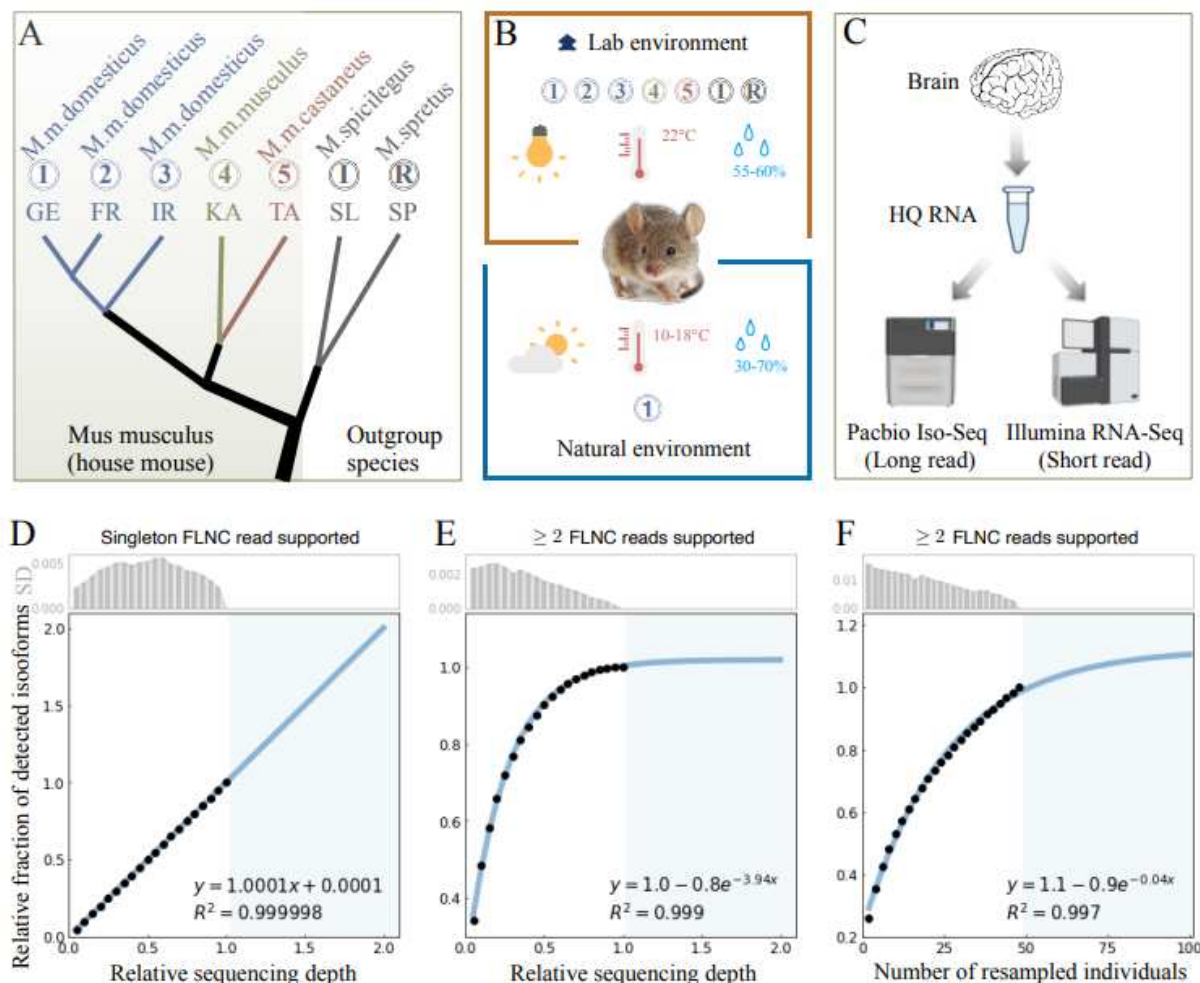 A
M.m.domesticus
M.m.domesticus
M.m.domesticus
M.m.musculus
M.m.castaneus
M.spicilegus
M.spretus
1 2 3 4 5 I R
GE FR IR KA TA SL SP
Mus musculus
(house mouse)
Outgroup
species
B
Lab environment
1 2 3 4 5 I R
22°C
55-60%
10-18°C
30-70%
1
Natural environment
C
Brain
HQ RNA
Pacbio Iso-Seq
(Long read)
Illumina RNA-Seq
(Short read)
D
Singleton FLNC read supported
SD
0.005
0.000
Relative fraction of detected isoforms
2.0
1.5
1.0
0.5
0.0
y = 1.0001x + 0.0001
R² = 0.999998
0.0 0.5 1.0 1.5 2.0
Relative sequencing depth
E
≥ 2 FLNC reads supported
0.002
0.000
1.0
0.8
0.6
0.4
y = 1.0 − 0.8e^{−3.94x}
R² = 0.999
0.0 0.5 1.0 1.5 2.0
Relative sequencing depth
F
≥ 2 FLNC reads supported
0.01
0.00
1.2
1.0
0.8
0.6
0.4
0.2
y = 1.1 − 0.9e^{−0.04x}
R² = 0.997
0 25 50 75 100
Number of resampled individuals